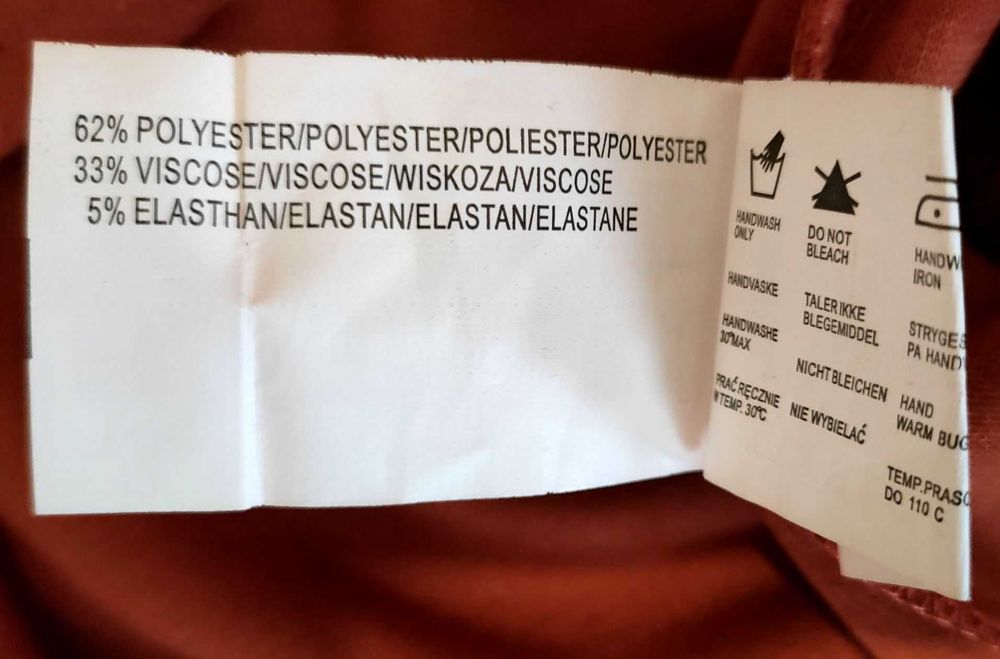 62% POLYESTER/POLYESTER/POLIESTER/POLYESTER
33% VISCOSE/VISCOSE/WISKOZA/VISCOSE
5% ELASTHAN/ELASTAN/ELASTAN/ELASTANE
HANDWASH
ONLY
HANDVASKE
HANDWASHE
30°MAX
PRAĆ RĘCZNIE
W TEMP. 30°C
DO NOT
BLEACH
TALER IKKE
BLEGEMIDDEL
NICHT BLEICHEN
NIE WYBIELAĆ
HANDW
IRON
STRYGES
PA HAND
HAND
WARM BUG
TEMP.PRASO
DO 110 C